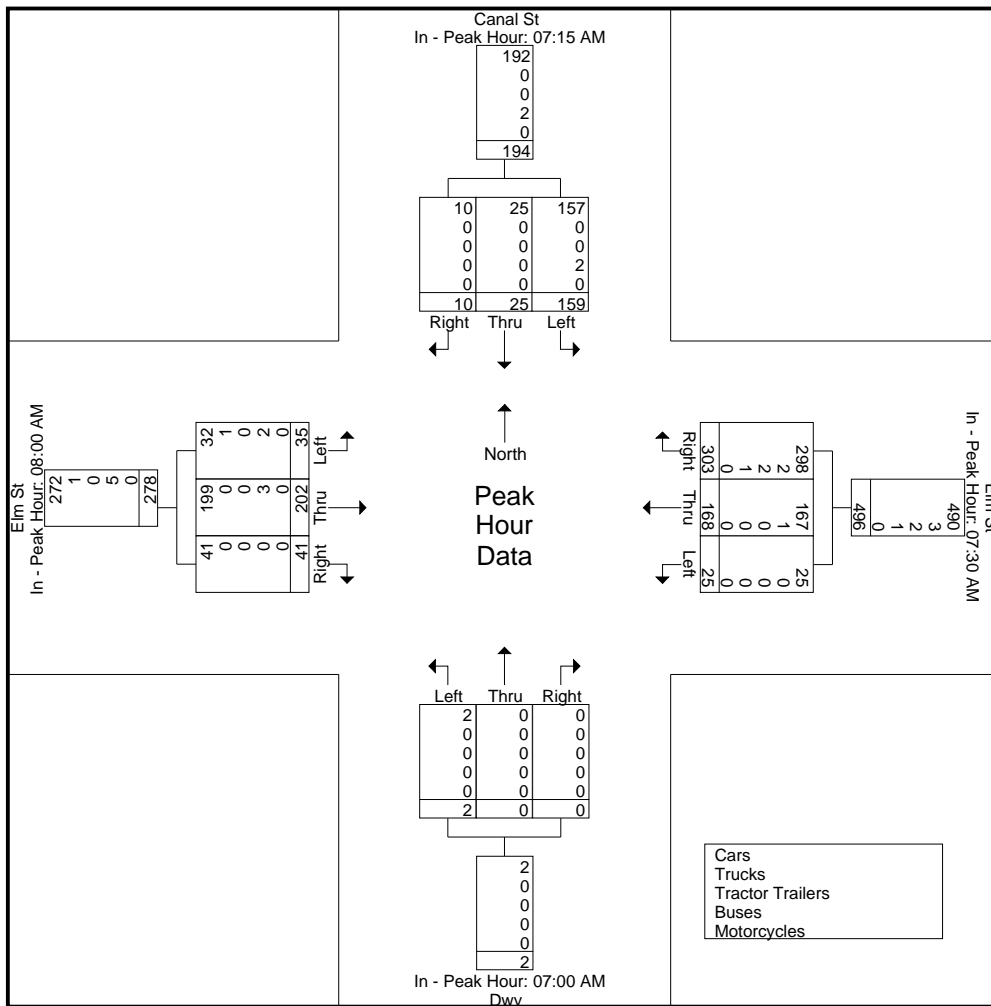 Canal St
In - Peak Hour: 07:15 AM
192
0
0
2
0
194
10 25 157
0 0 0
0 0 0
0 0 2
0 0 0
10 25 159
Right Thru Left
North
Peak
Hour
Data
Elm St
In - Peak Hour: 08:00 AM
272
1
0
5
0
278
32 1 0 2 0 35
Left
199 0 0 3 0 202
Thru
41 0 0 0 0 41
Right
Elm St
In - Peak Hour: 07:30 AM
490
3
2
1
0
496
298 2 2 1 0 303
Right
167 1 0 0 0 168
Thru
25 0 0 0 0 25
Left
Left Thru Right
2 0 0
0 0 0
0 0 0
0 0 0
0 0 0
2 0 0
2
0
0
0
0
2
In - Peak Hour: 07:00 AM
Dwy
Cars
Trucks
Tractor Trailers
Buses
Motorcycles